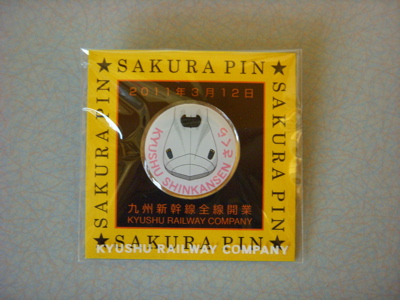 ★SAKURA PIN★
SAKURA PIN
SAKURA PIN
2011年3月12日
KYUSHU SHINKANSEN さくら
九州新幹線全線開業
KYUSHU RAILWAY COMPANY
★SAKURA PIN★
KYUSHU RAILWAY COMPANY